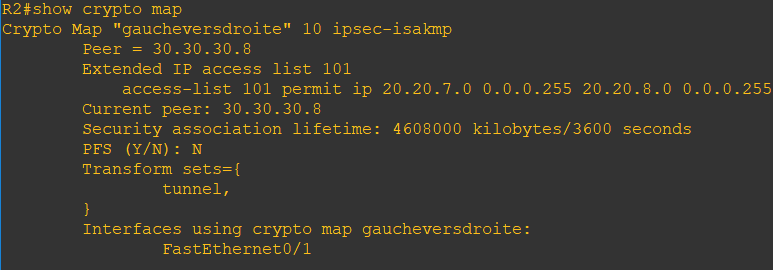 R2#show crypto map
Crypto Map "gaucheversdroite" 10 ipsec-isakmp
Peer = 30.30.30.8
Extended IP access list 101
access-list 101 permit ip 20.20.7.0 0.0.0.255 20.20.8.0 0.0.0.255
Current peer: 30.30.30.8
Security association lifetime: 4608000 kilobytes/3600 seconds
PFS (Y/N): N
Transform sets={
tunnel,
}
Interfaces using crypto map gaucheversdroite:
FastEthernet0/1